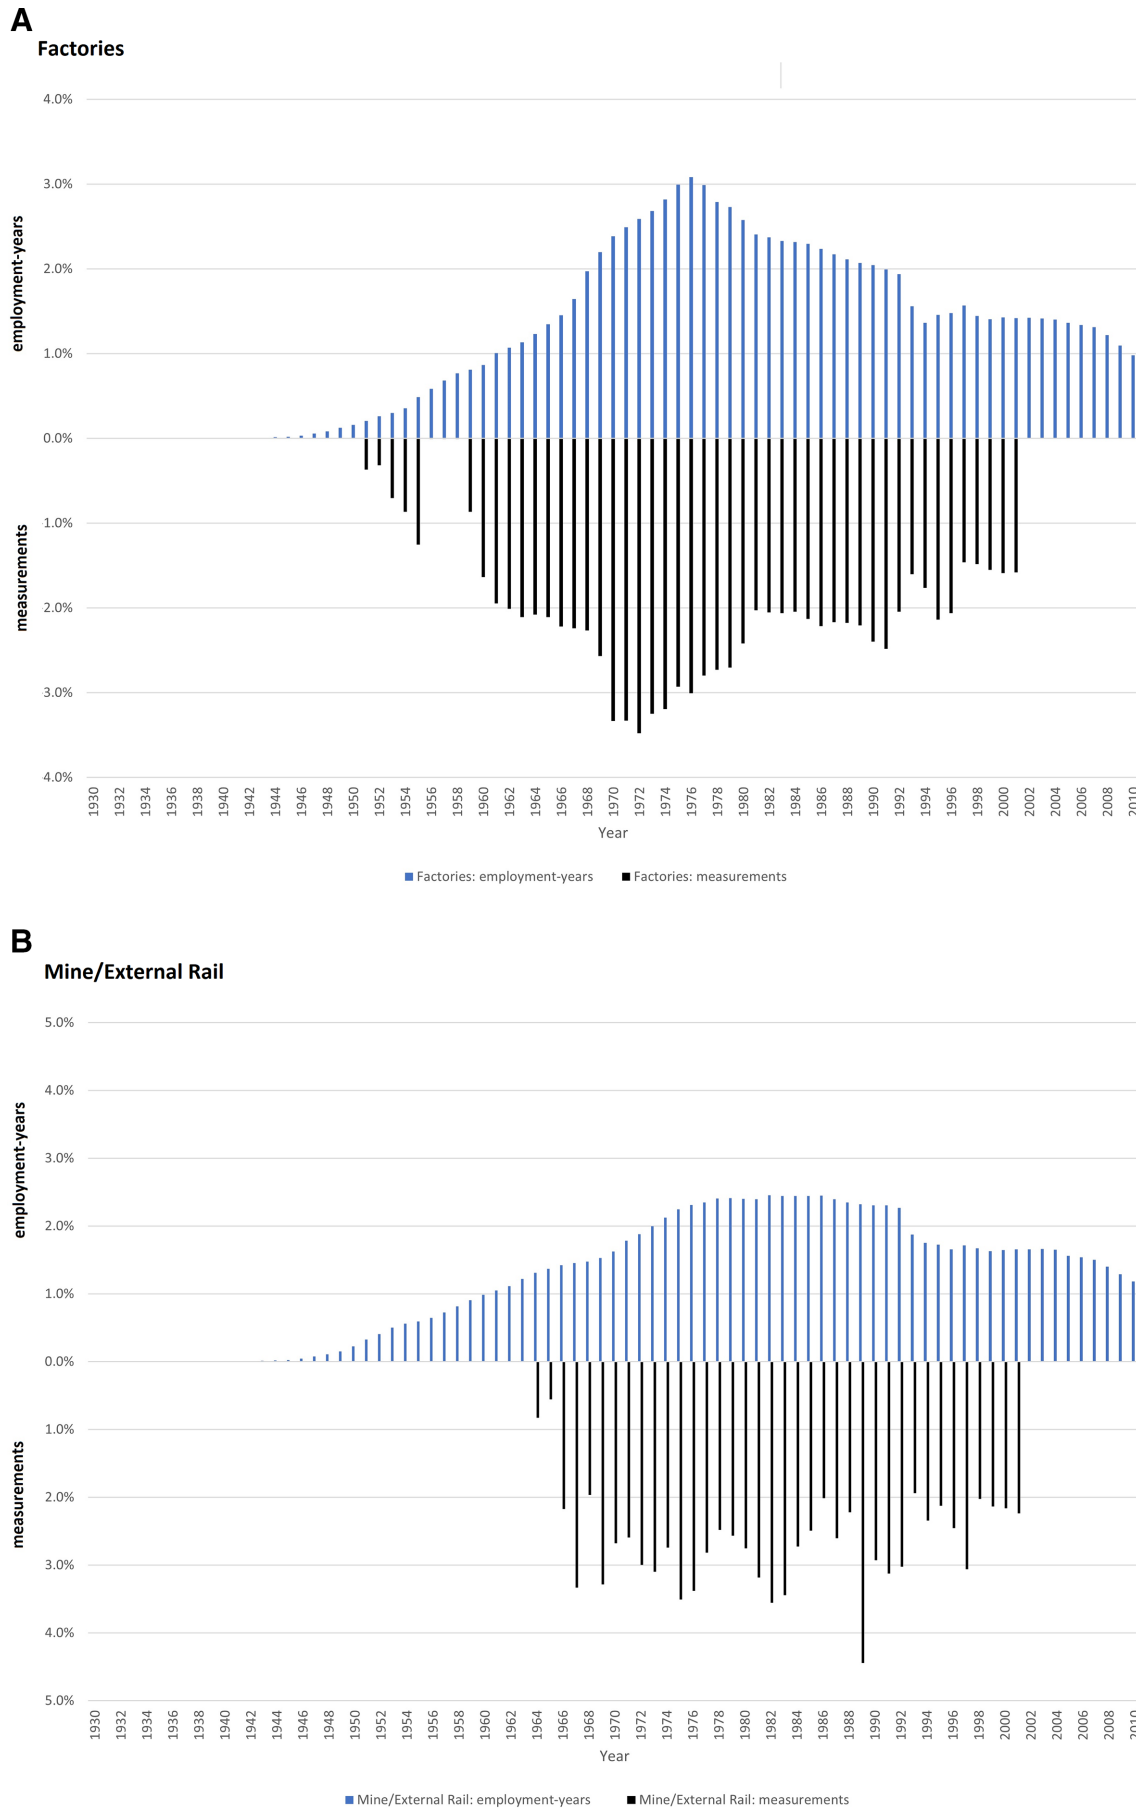 A
Factories
4.0%
3.0%
2.0%
1.0%
0.0%
1.0%
2.0%
3.0%
4.0%
employment-years
measurements
1930 1932 1934 1936 1938 1940 1942 1944 1946 1948 1950 1952 1954 1956 1958 1960 1962 1964 1966 1968 1970 1972 1974 1976 1978 1980 1982 1984 1986 1988 1990 1992 1994 1996 1998 2000 2002 2004 2006 2008 2010
Year
Factories: employment-years Factories: measurements
B
Mine/External Rail
5.0%
4.0%
3.0%
2.0%
1.0%
0.0%
1.0%
2.0%
3.0%
4.0%
5.0%
employment-years
measurements
1930 1932 1934 1936 1938 1940 1942 1944 1946 1948 1950 1952 1954 1956 1958 1960 1962 1964 1966 1968 1970 1972 1974 1976 1978 1980 1982 1984 1986 1988 1990 1992 1994 1996 1998 2000 2002 2004 2006 2008 2010
Year
Mine/External Rail: employment-years Mine/External Rail: measurements